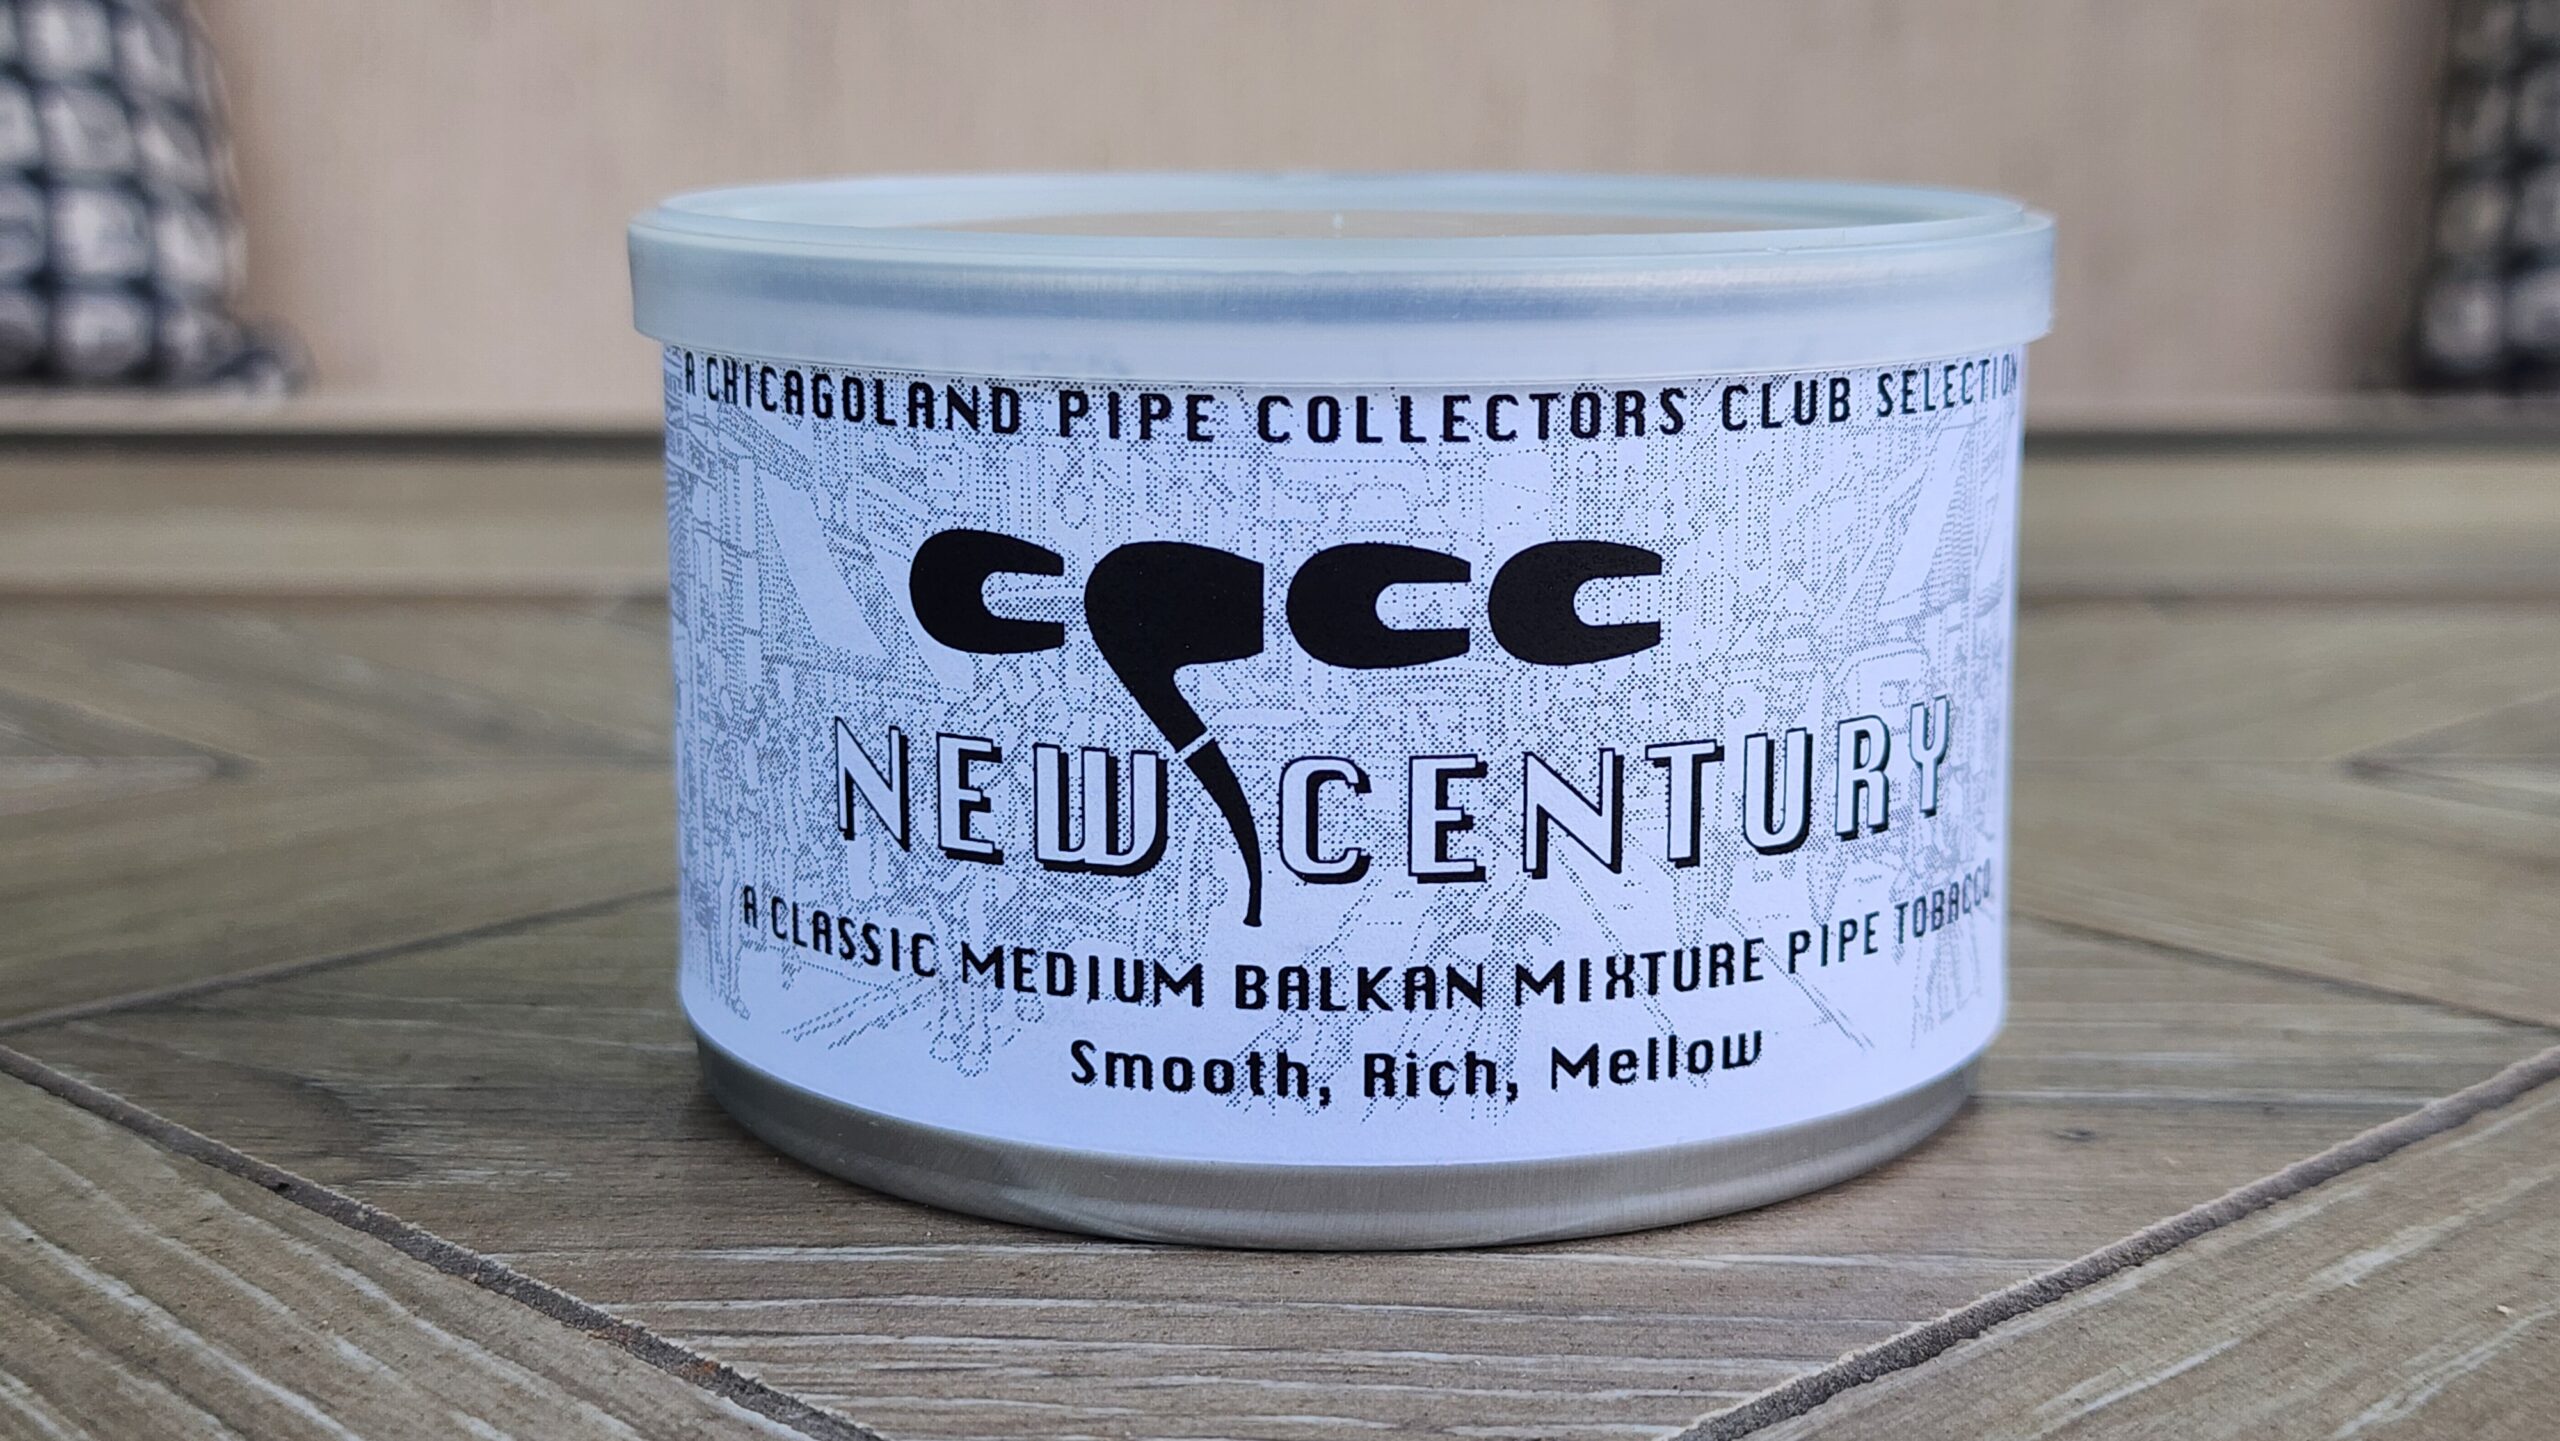 A CHICAGOLAND PIPE COLLECTORS CLUB SELECTION
CPCC
NEW CENTURY
A CLASSIC MEDIUM BALKAN MIXTURE PIPE TOBACCO
Smooth, Rich, Mellow